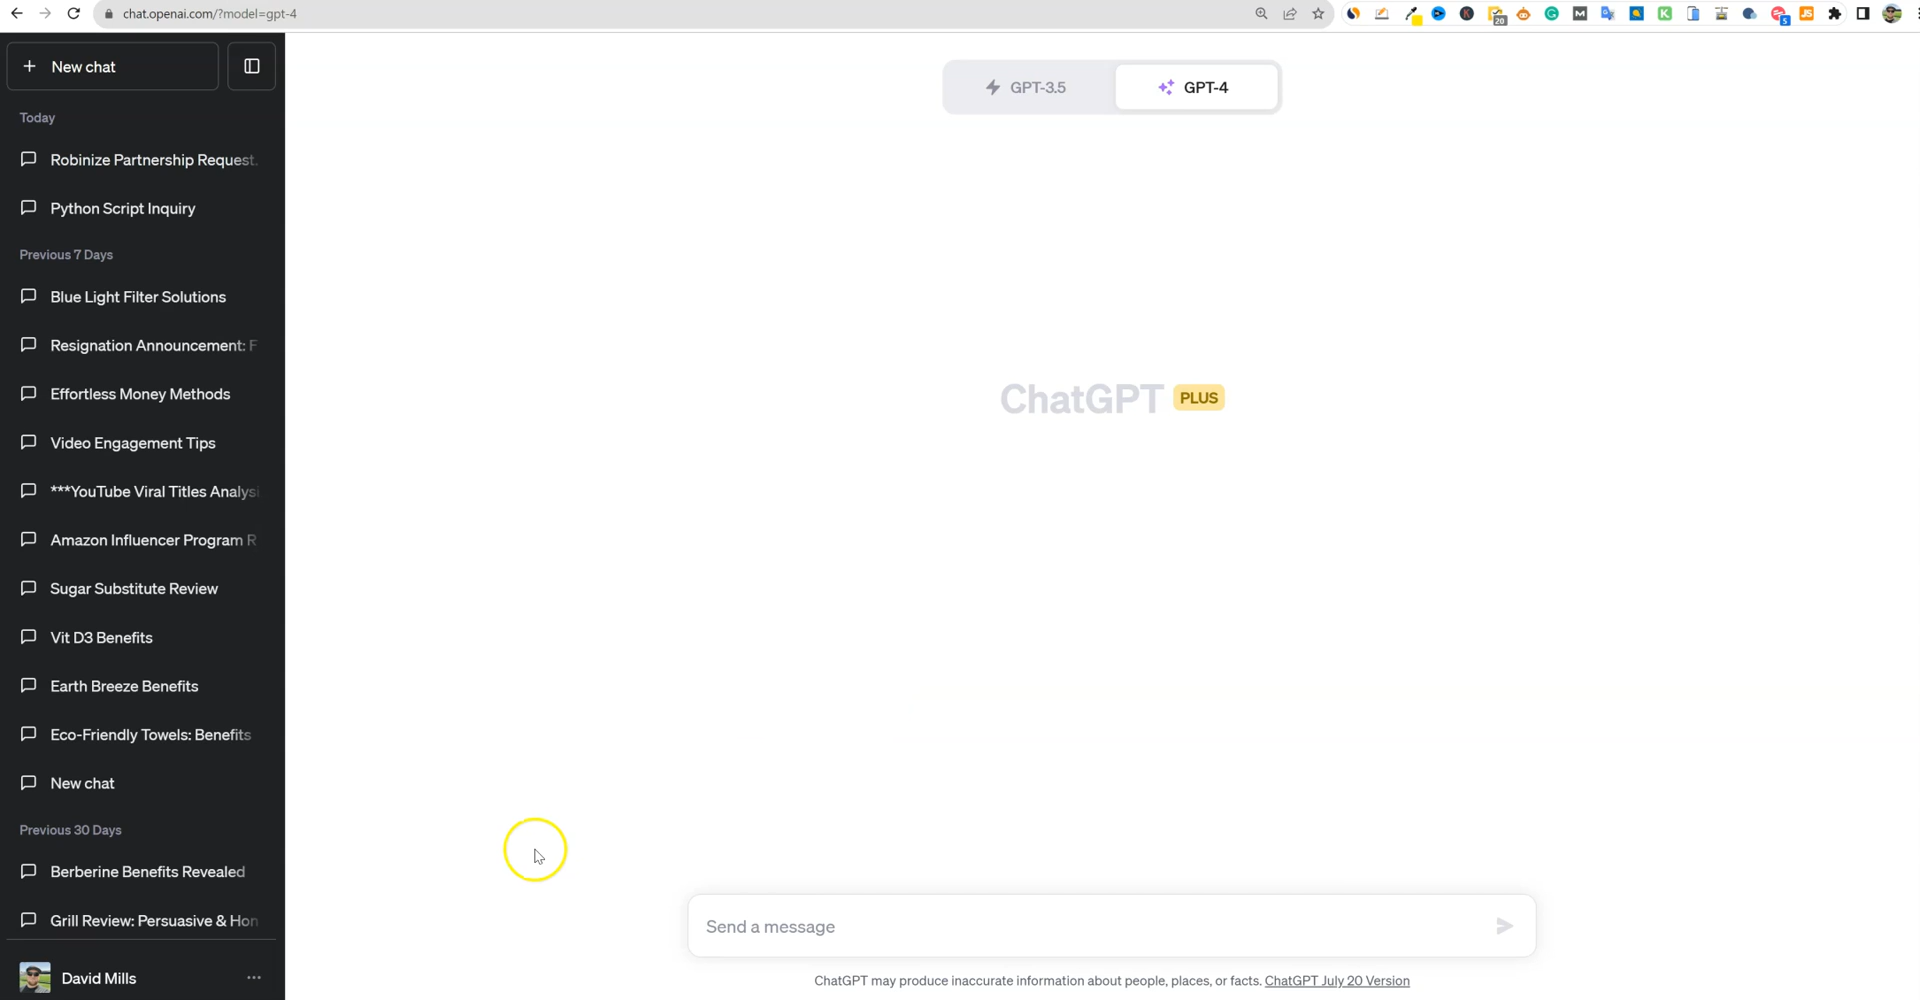 chat.openai.com/?model=gpt-4
20
5
JS
New chat
Today
Robinize Partnership Request.
Python Script Inquiry
Previous 7 Days
Blue Light Filter Solutions
Resignation Announcement: F
Effortless Money Methods
Video Engagement Tips
***YouTube Viral Titles Analysi
Amazon Influencer Program R
Sugar Substitute Review
Vit D3 Benefits
Earth Breeze Benefits
Eco-Friendly Towels: Benefits
New chat
Previous 30 Days
Berberine Benefits Revealed
Grill Review: Persuasive & Hon
David Mills
GPT-3.5
GPT-4
ChatGPT PLUS
Send a message
ChatGPT may produce inaccurate information about people, places, or facts. ChatGPT July 20 Version